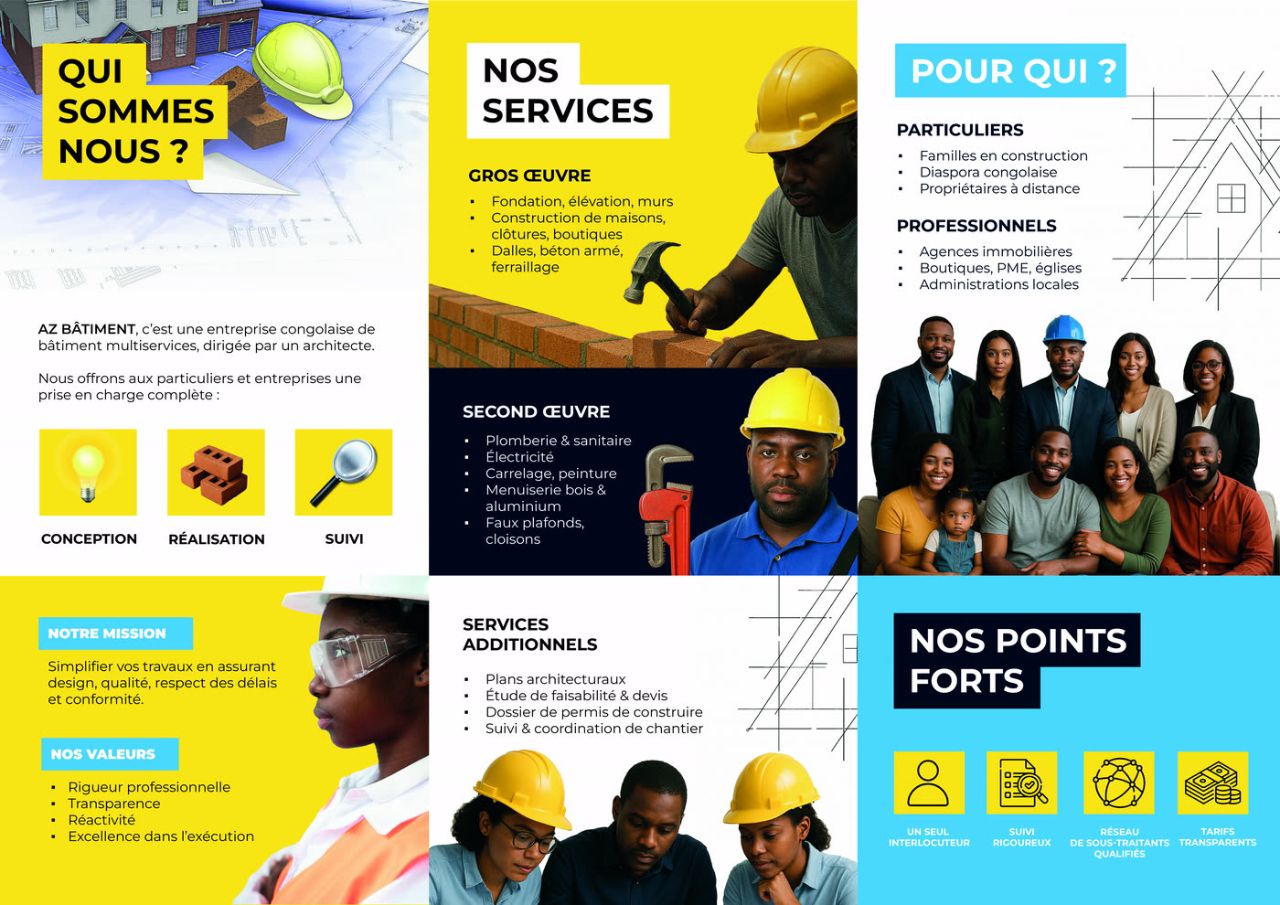 QUI
SOMMES
NOUS ?
AZ BÂTIMENT, c'est une entreprise congolaise de
bâtiment multiservices, dirigée par un architecte.
Nous offrons aux particuliers et entreprises une
prise en charge complète :
CONCEPTION
RÉALISATION
SUIVI
NOTRE MISSION
Simplifier vos travaux en assurant
design, qualité, respect des délais
et conformité.
NOS VALEURS
▪ Rigueur professionnelle
▪ Transparence
▪ Réactivité
▪ Excellence dans l'exécution
NOS
SERVICES
GROS ŒUVRE
▪ Fondation, élévation, murs
▪ Construction de maisons,
clôtures, boutiques
▪ Dalles, béton armé,
ferraillage
SECOND ŒUVRE
▪ Plomberie & sanitaire
▪ Électricité
▪ Carrelage, peinture
▪ Menuiserie bois &
aluminium
▪ Faux plafonds,
cloisons
SERVICES
ADDITIONNELS
▪ Plans architecturaux
▪ Étude de faisabilité & devis
▪ Dossier de permis de construire
▪ Suivi & coordination de chantier
POUR QUI ?
PARTICULIERS
▪ Familles en construction
▪ Diaspora congolaise
▪ Propriétaires à distance
PROFESSIONNELS
▪ Agences immobilières
▪ Boutiques, PME, églises
▪ Administrations locales
NOS POINTS
FORTS
UN SEUL
INTERLOCUTEUR
SUIVI
RIGOUREUX
RÉSEAU
DE SOUS-TRAITANTS
QUALIFIÉS
TARIFS
TRANSPARENTS